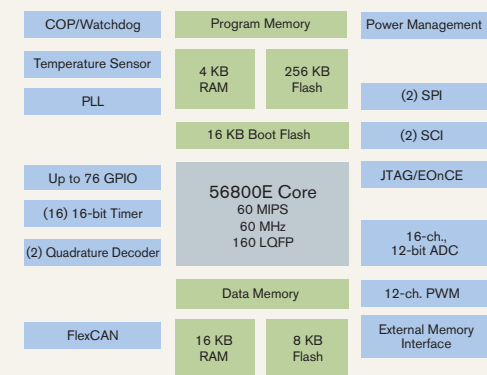 COP/Watchdog
Program Memory
Power Management
Temperature Sensor
4 KB
RAM
256 KB
Flash
PLL
(2) SPI
16 KB Boot Flash
(2) SCI
Up to 76 GPIO
56800E Core
60 MIPS
60 MHz
160 LQFP
JTAG/EOnCE
(16) 16-bit Timer
(2) Quadrature Decoder
16-ch.,
12-bit ADC
Data Memory
12-ch. PWM
FlexCAN
16 KB
RAM
8 KB
Flash
External Memory
Interface